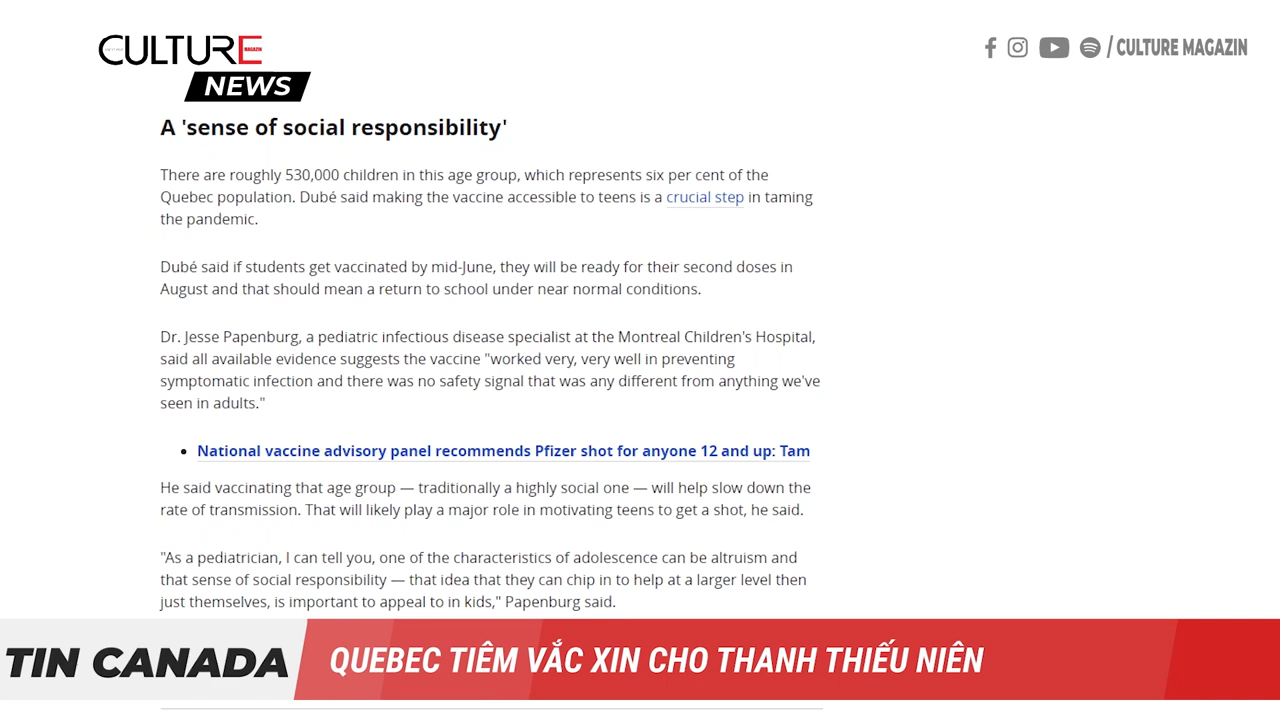 CULTURE MAGAZIN
NEWS
/ CULTURE MAGAZIN
A 'sense of social responsibility'
There are roughly 530,000 children in this age group, which represents six per cent of the
Quebec population. Dubé said making the vaccine accessible to teens is a crucial step in taming
the pandemic.
Dubé said if students get vaccinated by mid-June, they will be ready for their second doses in
August and that should mean a return to school under near normal conditions.
Dr. Jesse Papenburg, a pediatric infectious disease specialist at the Montreal Children's Hospital,
said all available evidence suggests the vaccine "worked very, very well in preventing
symptomatic infection and there was no safety signal that was any different from anything we've
seen in adults."
• National vaccine advisory panel recommends Pfizer shot for anyone 12 and up: Tam
He said vaccinating that age group — traditionally a highly social one — will help slow down the
rate of transmission. That will likely play a major role in motivating teens to get a shot, he said.
"As a pediatrician, I can tell you, one of the characteristics of adolescence can be altruism and
that sense of social responsibility — that idea that they can chip in to help at a larger level then
just themselves, is important to appeal to in kids," Papenburg said.
TIN CANADA
QUEBEC TIÊM VẮC XIN CHO THANH THIẾU NIÊN